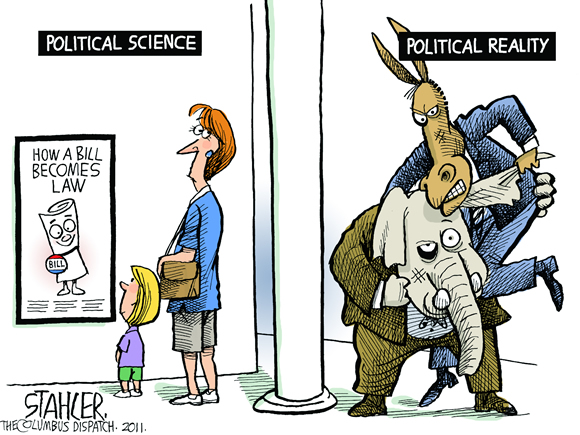 POLITICAL SCIENCE
POLITICAL REALITY
HOW A BILL
BECOMES
LAW
BILL
STAHLER.
THE COLUMBUS DISPATCH. 2011.